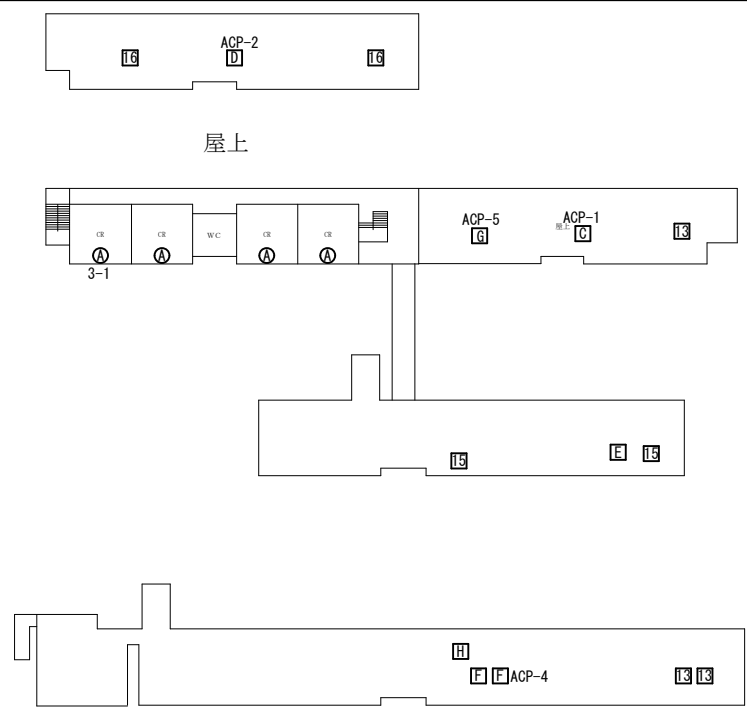 ACP-2
16 D 16
屋上
ACP-5 ACP-1
屋上
CR CR WC CR CR
G C 13
A A A A
3-1
15 E 15
H
F F ACP-4 13 13